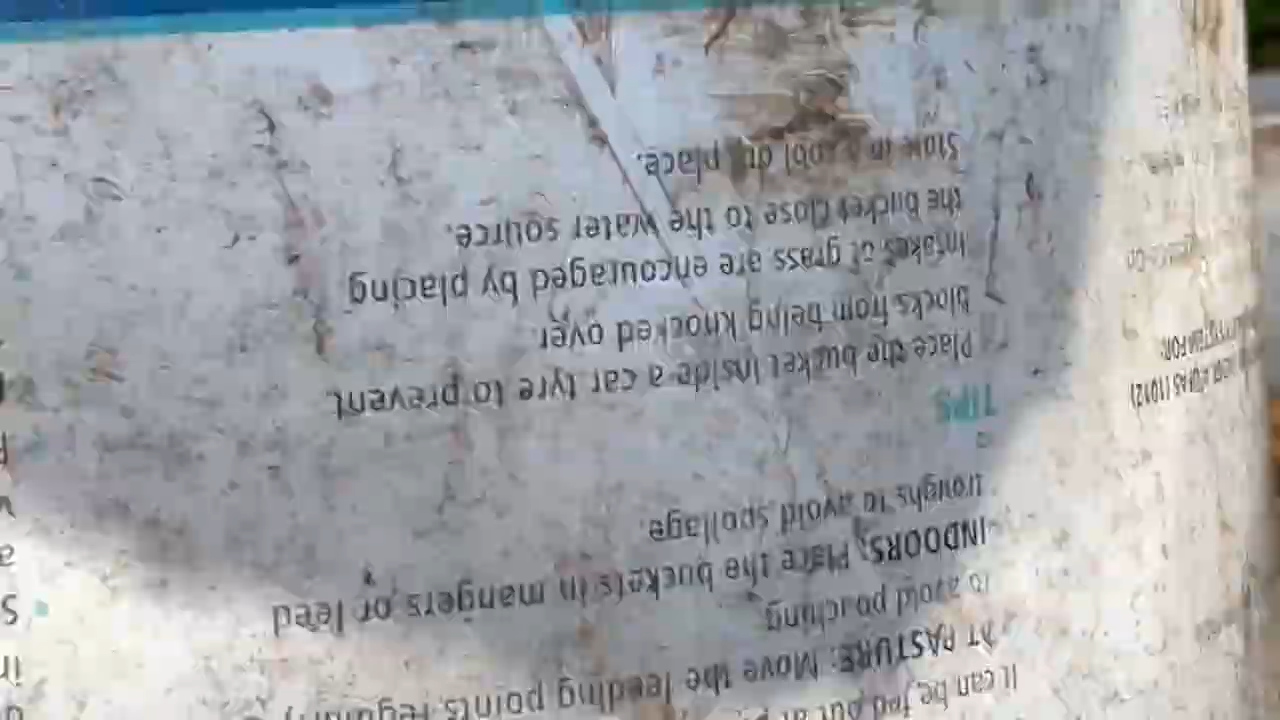 It can be fed out at
AT PASTURE: Move the feeding points regularly
to avoid poaching
INDOORS: Place the buckets in mangers or feed
troughs to avoid spoilage.
TIPS
Place the bucket inside a car tyre to prevent
blocks from being knocked over.
Intakes of grass are encouraged by placing
the bucket close to the water source.
Store in a cool dry place.